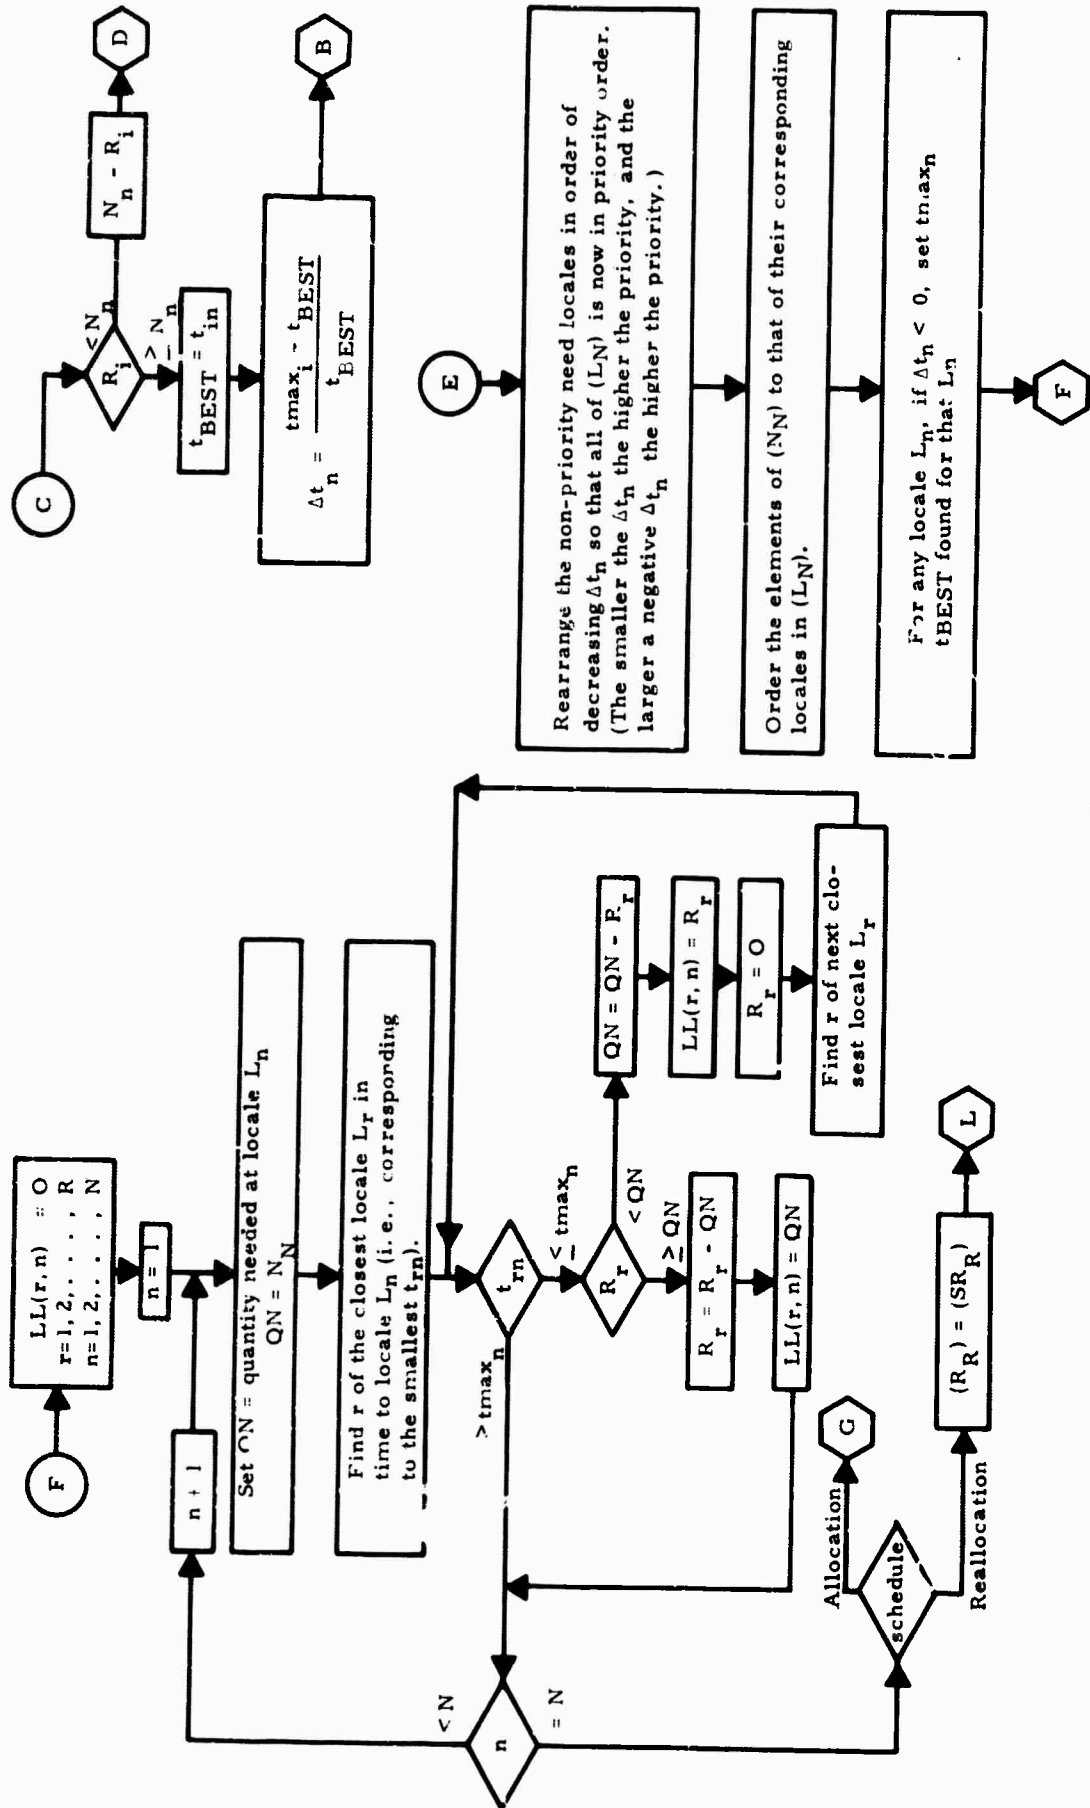 C
R_i
< N_n
N_n - R_i
D
≥ N_n
t_BEST = t_in
Δt_n = (tmax_i - t_BEST) / t_BEST
B
E
Rearrange the non-priority need locales in order of
decreasing Δt_n so that all of (L_N) is now in priority order.
(The smaller the Δt_n the higher the priority, and the
larger a negative Δt_n the higher the priority.)
Order the elements of (N_N) to that of their corresponding
locales in (L_N).
For any locale L_n, if Δt_n < 0, set tmax_n
tBEST found for that L_n
F
F
LL(r, n) = O
r=1, 2, . . . , R
n=1, 2, . . . , N
n = 1
n + 1
Set QN = quantity needed at locale L_n
QN = N_N
Find r of the closest locale L_r in
time to locale L_n (i. e., corresponding
to the smallest t_rn).
t_rn
> tmax_n
≤ tmax_n
R_r
< QN
≥ QN
QN = QN - R_r
LL(r, n) = R_r
R_r = O
Find r of next clo-
sest locale L_r
R_r = R_r - QN
LL(r, n) = QN
n
< N
= N
schedule
Allocation
G
Reallocation
(R_R) = (SR_R)
L